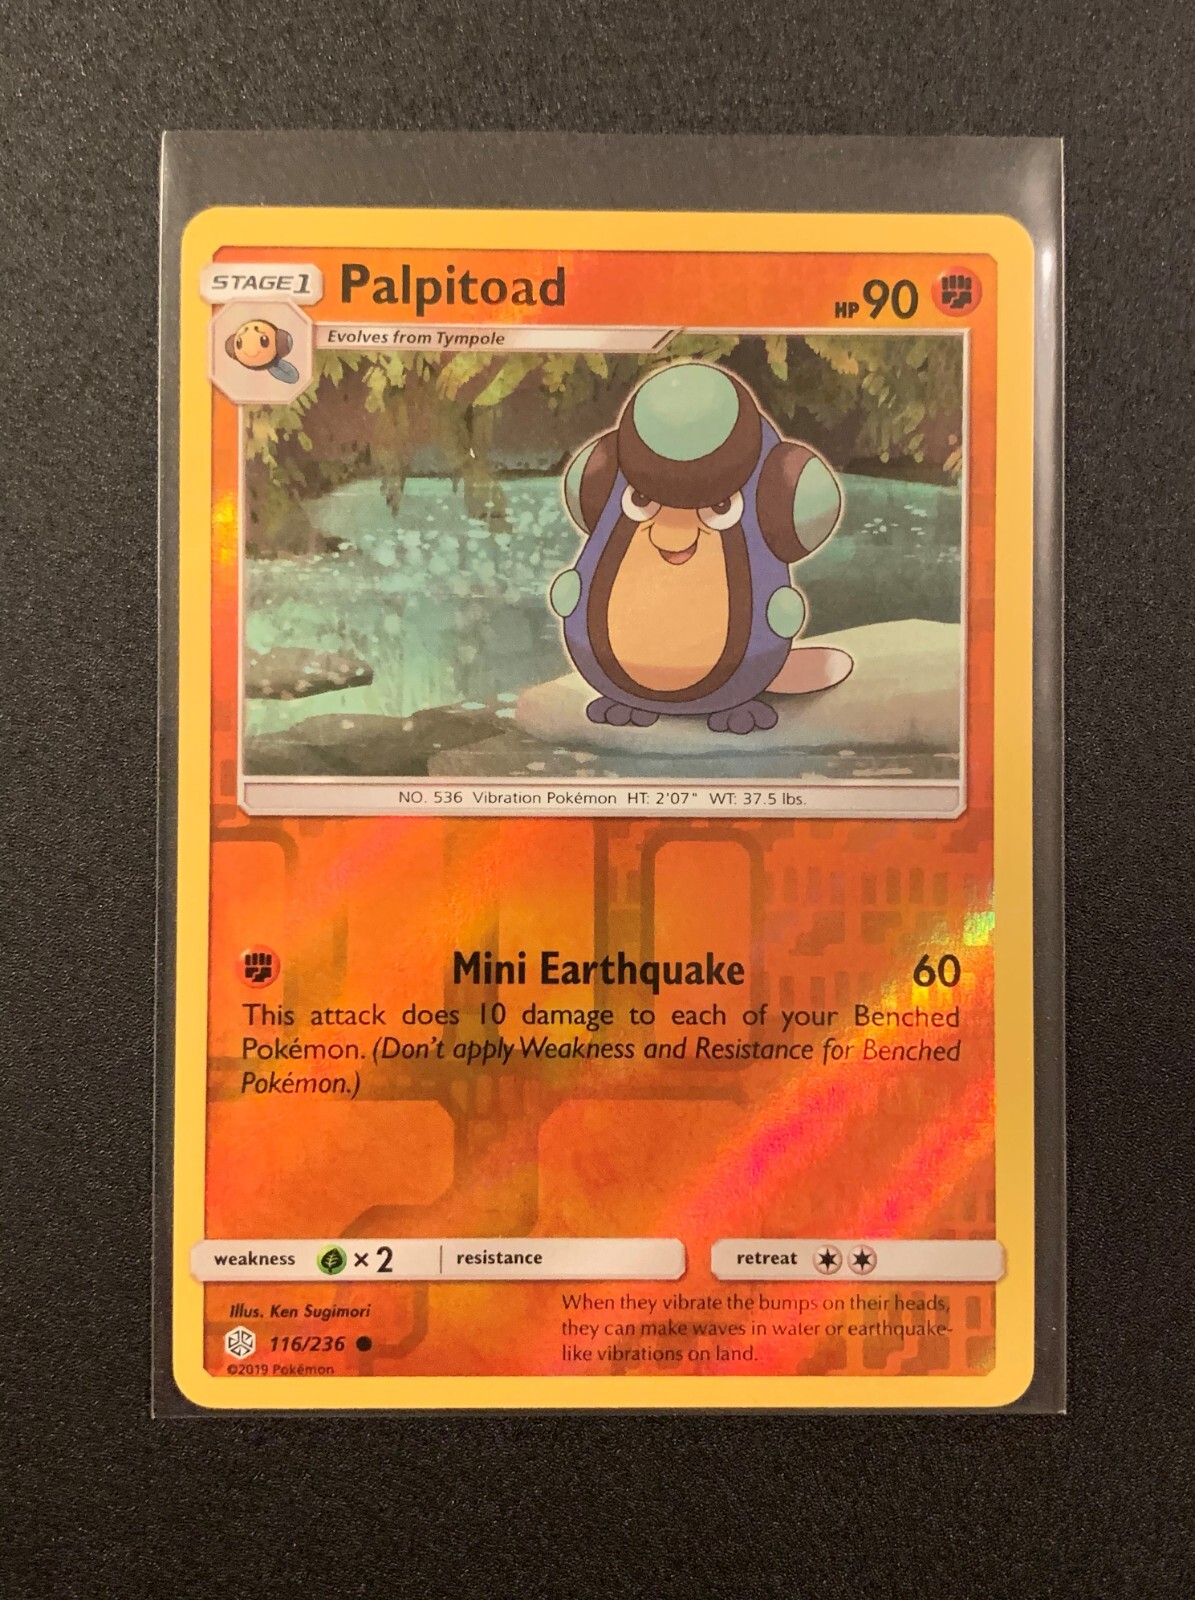 STAGE 1
Palpitoad
HP 90
Evolves from Tympole
NO. 536 Vibration Pokémon HT: 2'07" WT: 37.5 lbs.
Mini Earthquake 60
This attack does 10 damage to each of your Benched
Pokémon. (Don't apply Weakness and Resistance for Benched
Pokémon.)
weakness × 2 resistance
retreat
Illus. Ken Sugimori
116/236
©2019 Pokémon
When they vibrate the bumps on their heads,
they can make waves in water or earthquake-
like vibrations on land.